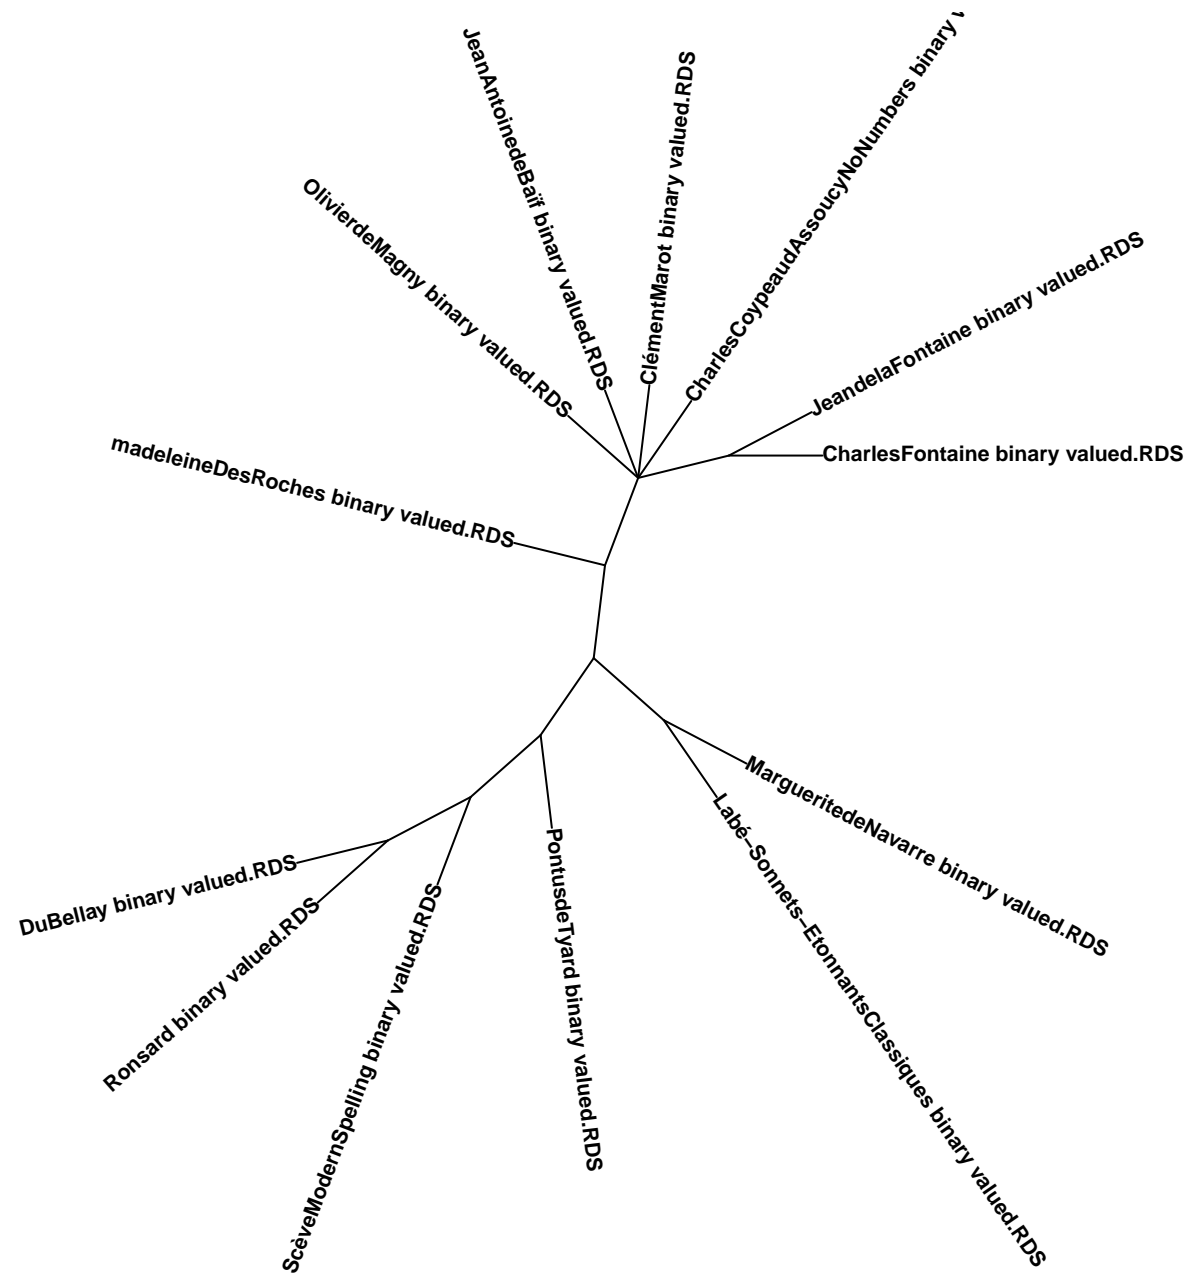 JeanAntoinedeBaïf binary valued.RDS
ClémentMarot binary valued.RDS
CharlesCoypeaudAssoucyNoNumbers binary
OlivierdeMagny binary valued.RDS
JeandelaFontaine binary valued.RDS
CharlesFontaine binary valued.RDS
madeleineDesRoches binary valued.RDS
MargueritedeNavarre binary valued.RDS
Labé–Sonnets–EtonnantsClassiques binary valued.RDS
PontusdeTyard binary valued.RDS
DuBellay binary valued.RDS
Ronsard binary valued.RDS
ScèveModernSpelling binary valued.RDS